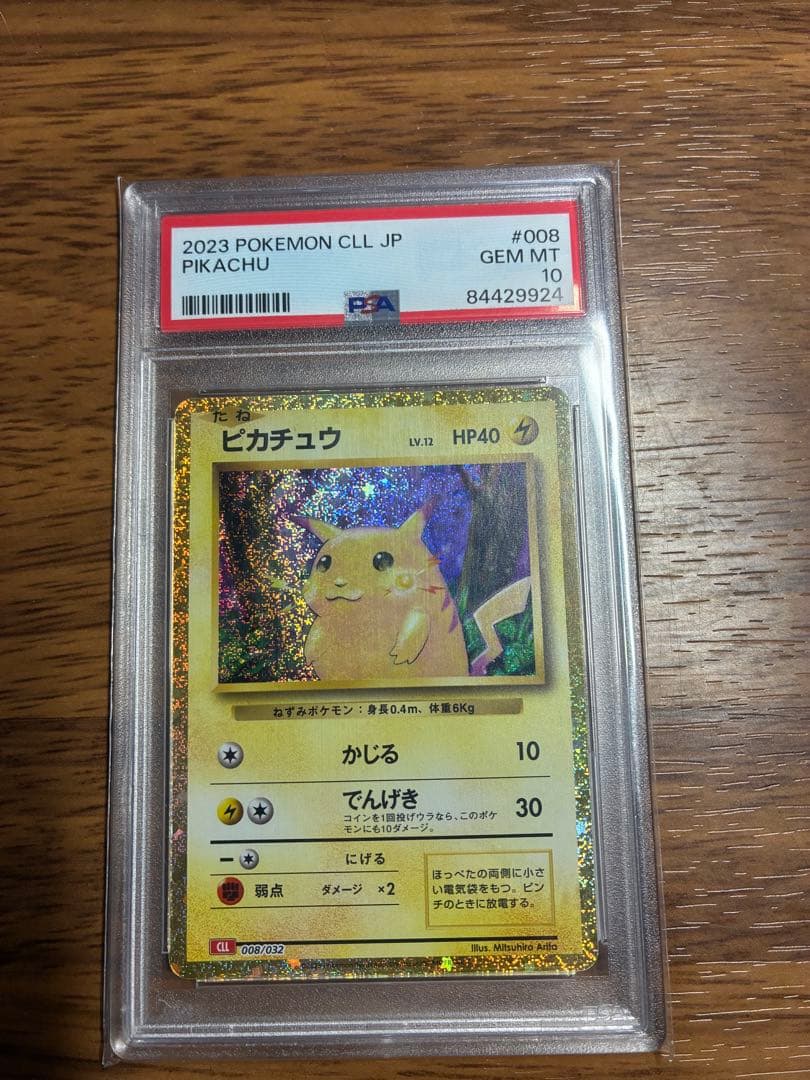 2023 POKEMON CLL JP #008
PIKACHU GEM MT
10
PSA 84429924
たね
ピカチュウ LV.12 HP40
ねずみポケモン：身長0.4m、体重6Kg
かじる 10
でんげき 30
コインを1回投げウラなら、このポケ
モンにも10ダメージ。
ー にげる
弱点 ダメージ ×2
ほっぺたの両側に小さ
い電気袋をもつ。ピン
チのときに放電する。
CLL 008/032 Illus. Mitsuhiro Arita